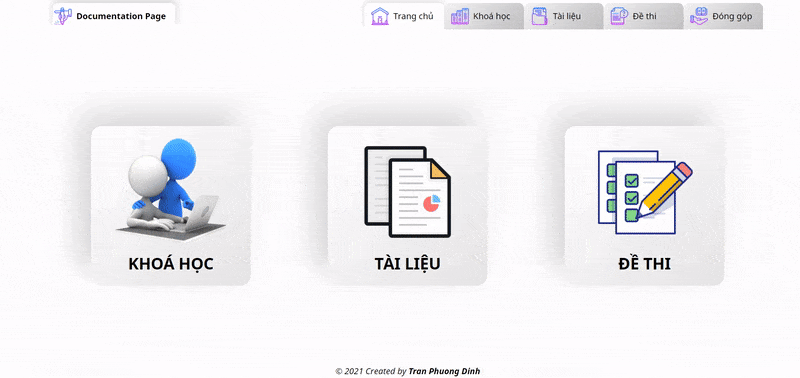 Documentation Page
Trang chủ
Khoá học
Tài liệu
Đề thi
Đóng góp
KHOÁ HỌC
TÀI LIỆU
ĐỀ THI
© 2021 Created by Tran Phuong Dinh